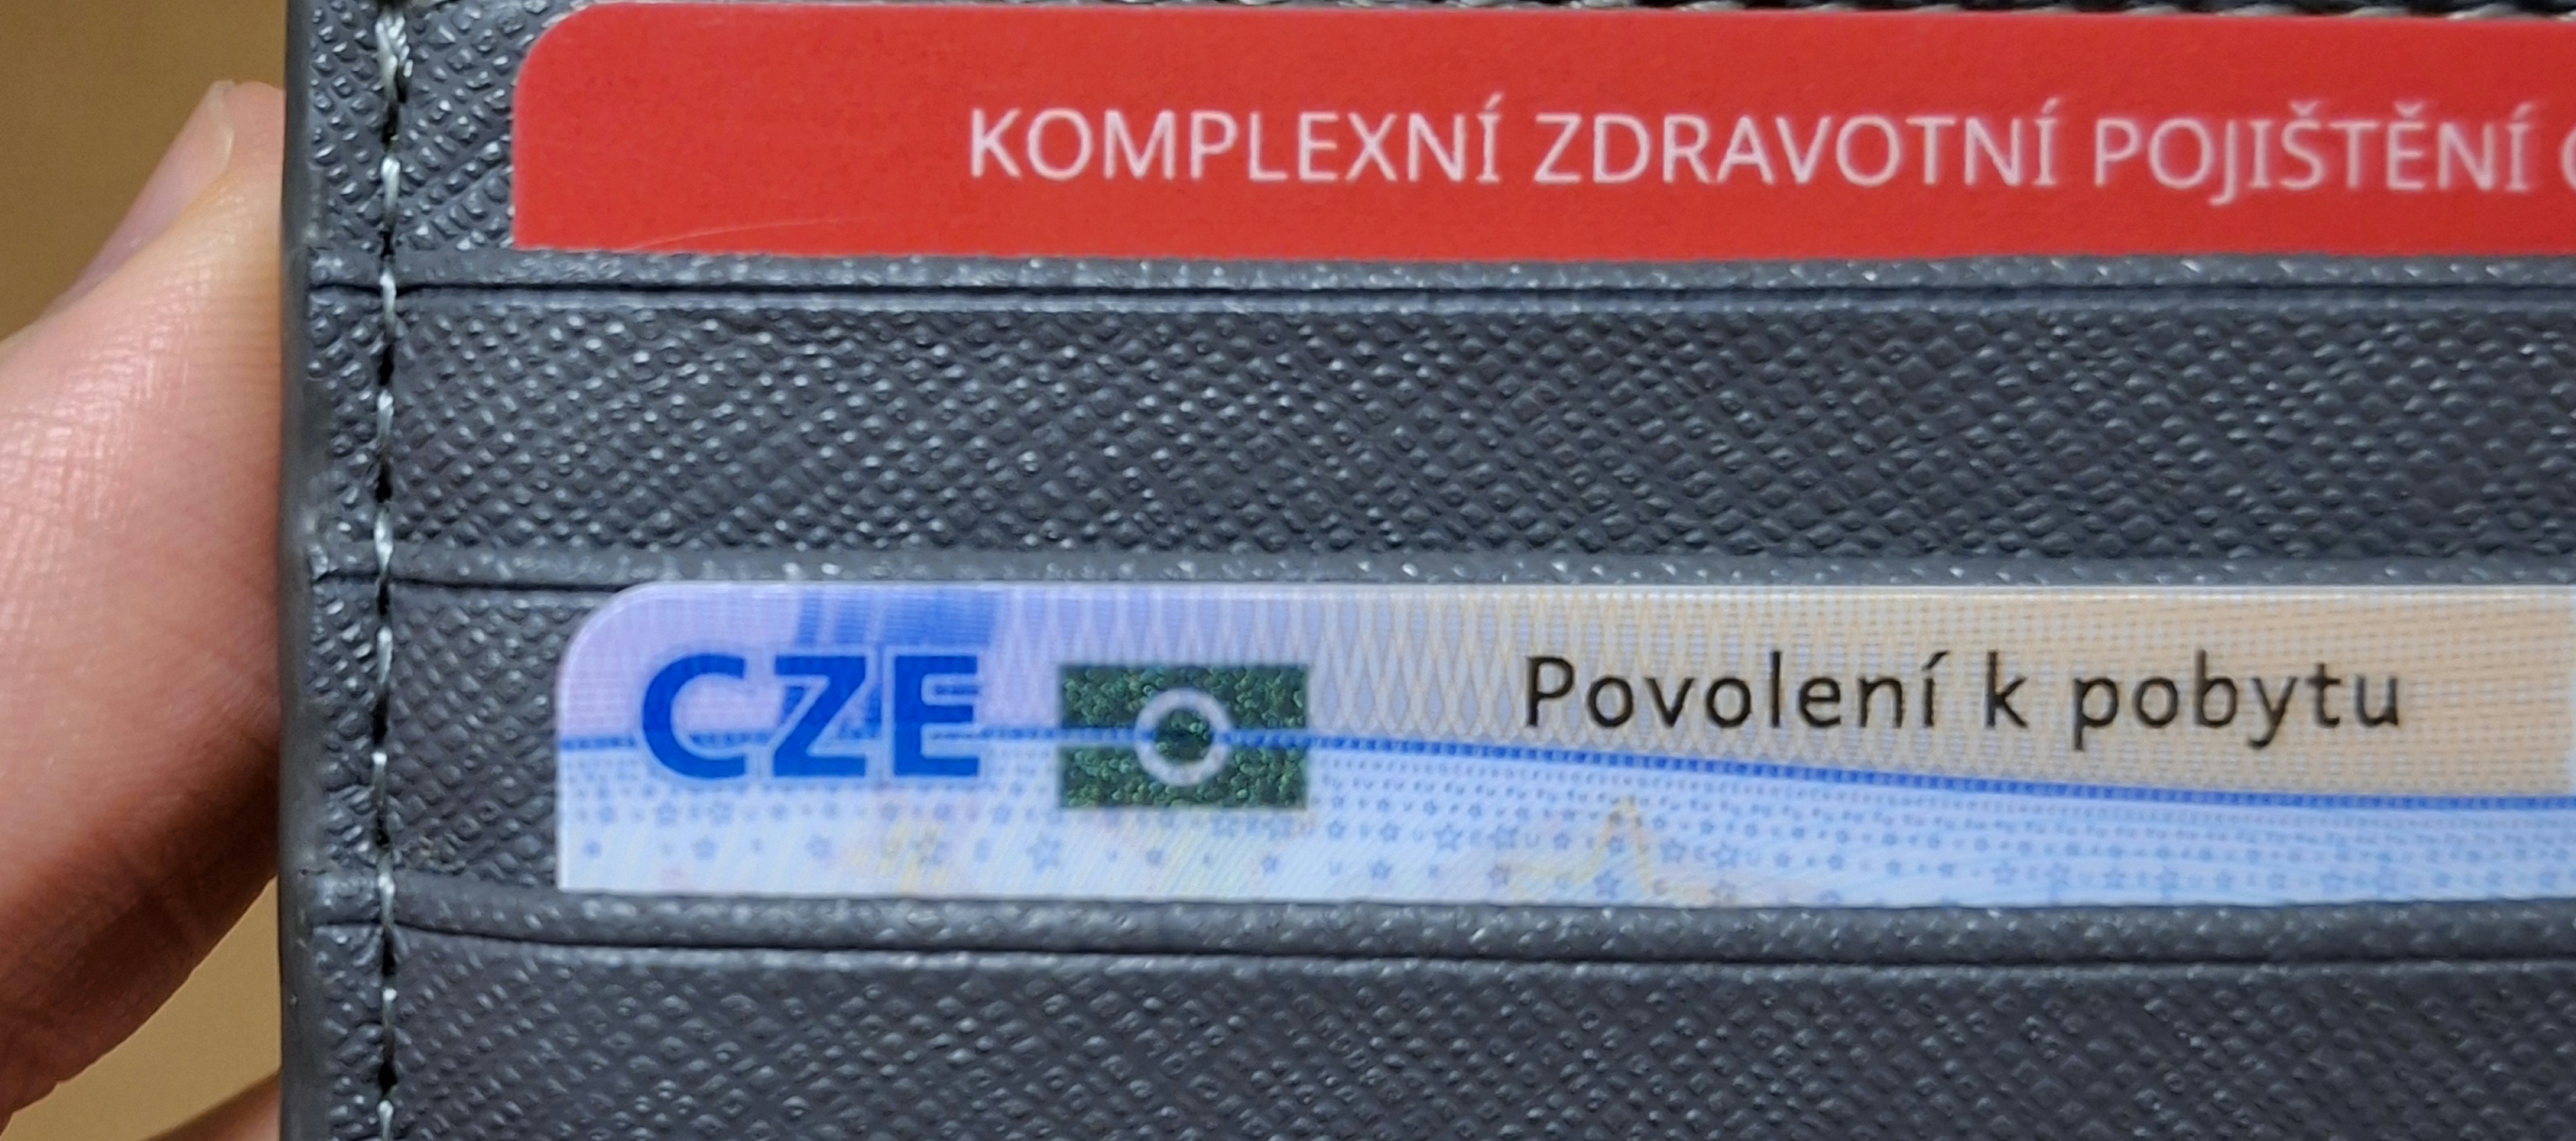 KOMPLEXNÍ ZDRAVOTNÍ POJIŠTĚNÍ
CZE Povolení k pobytu